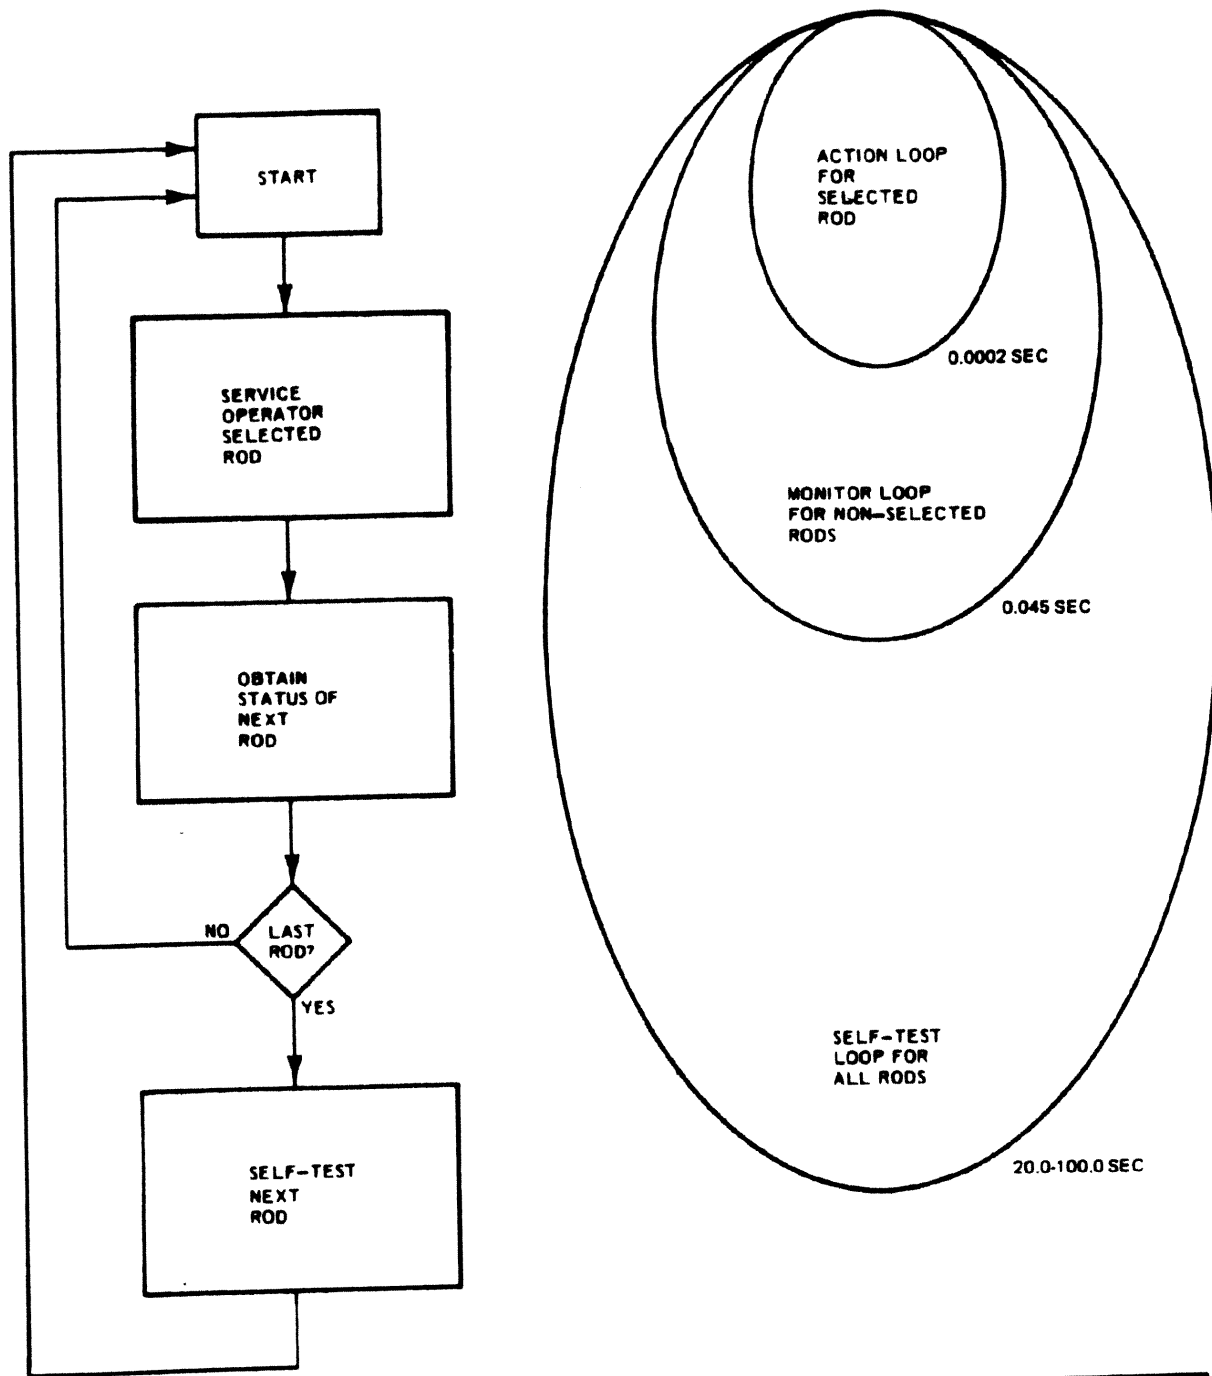 START
SERVICE
OPERATOR
SELECTED
ROD
OBTAIN
STATUS OF
NEXT
ROD
NO
LAST
ROD?
YES
SELF-TEST
NEXT
ROD
ACTION LOOP
FOR
SELECTED
ROD
0.0002 SEC
MONITOR LOOP
FOR NON-SELECTED
RODS
0.045 SEC
SELF-TEST
LOOP FOR
ALL RODS
20.0-100.0 SEC